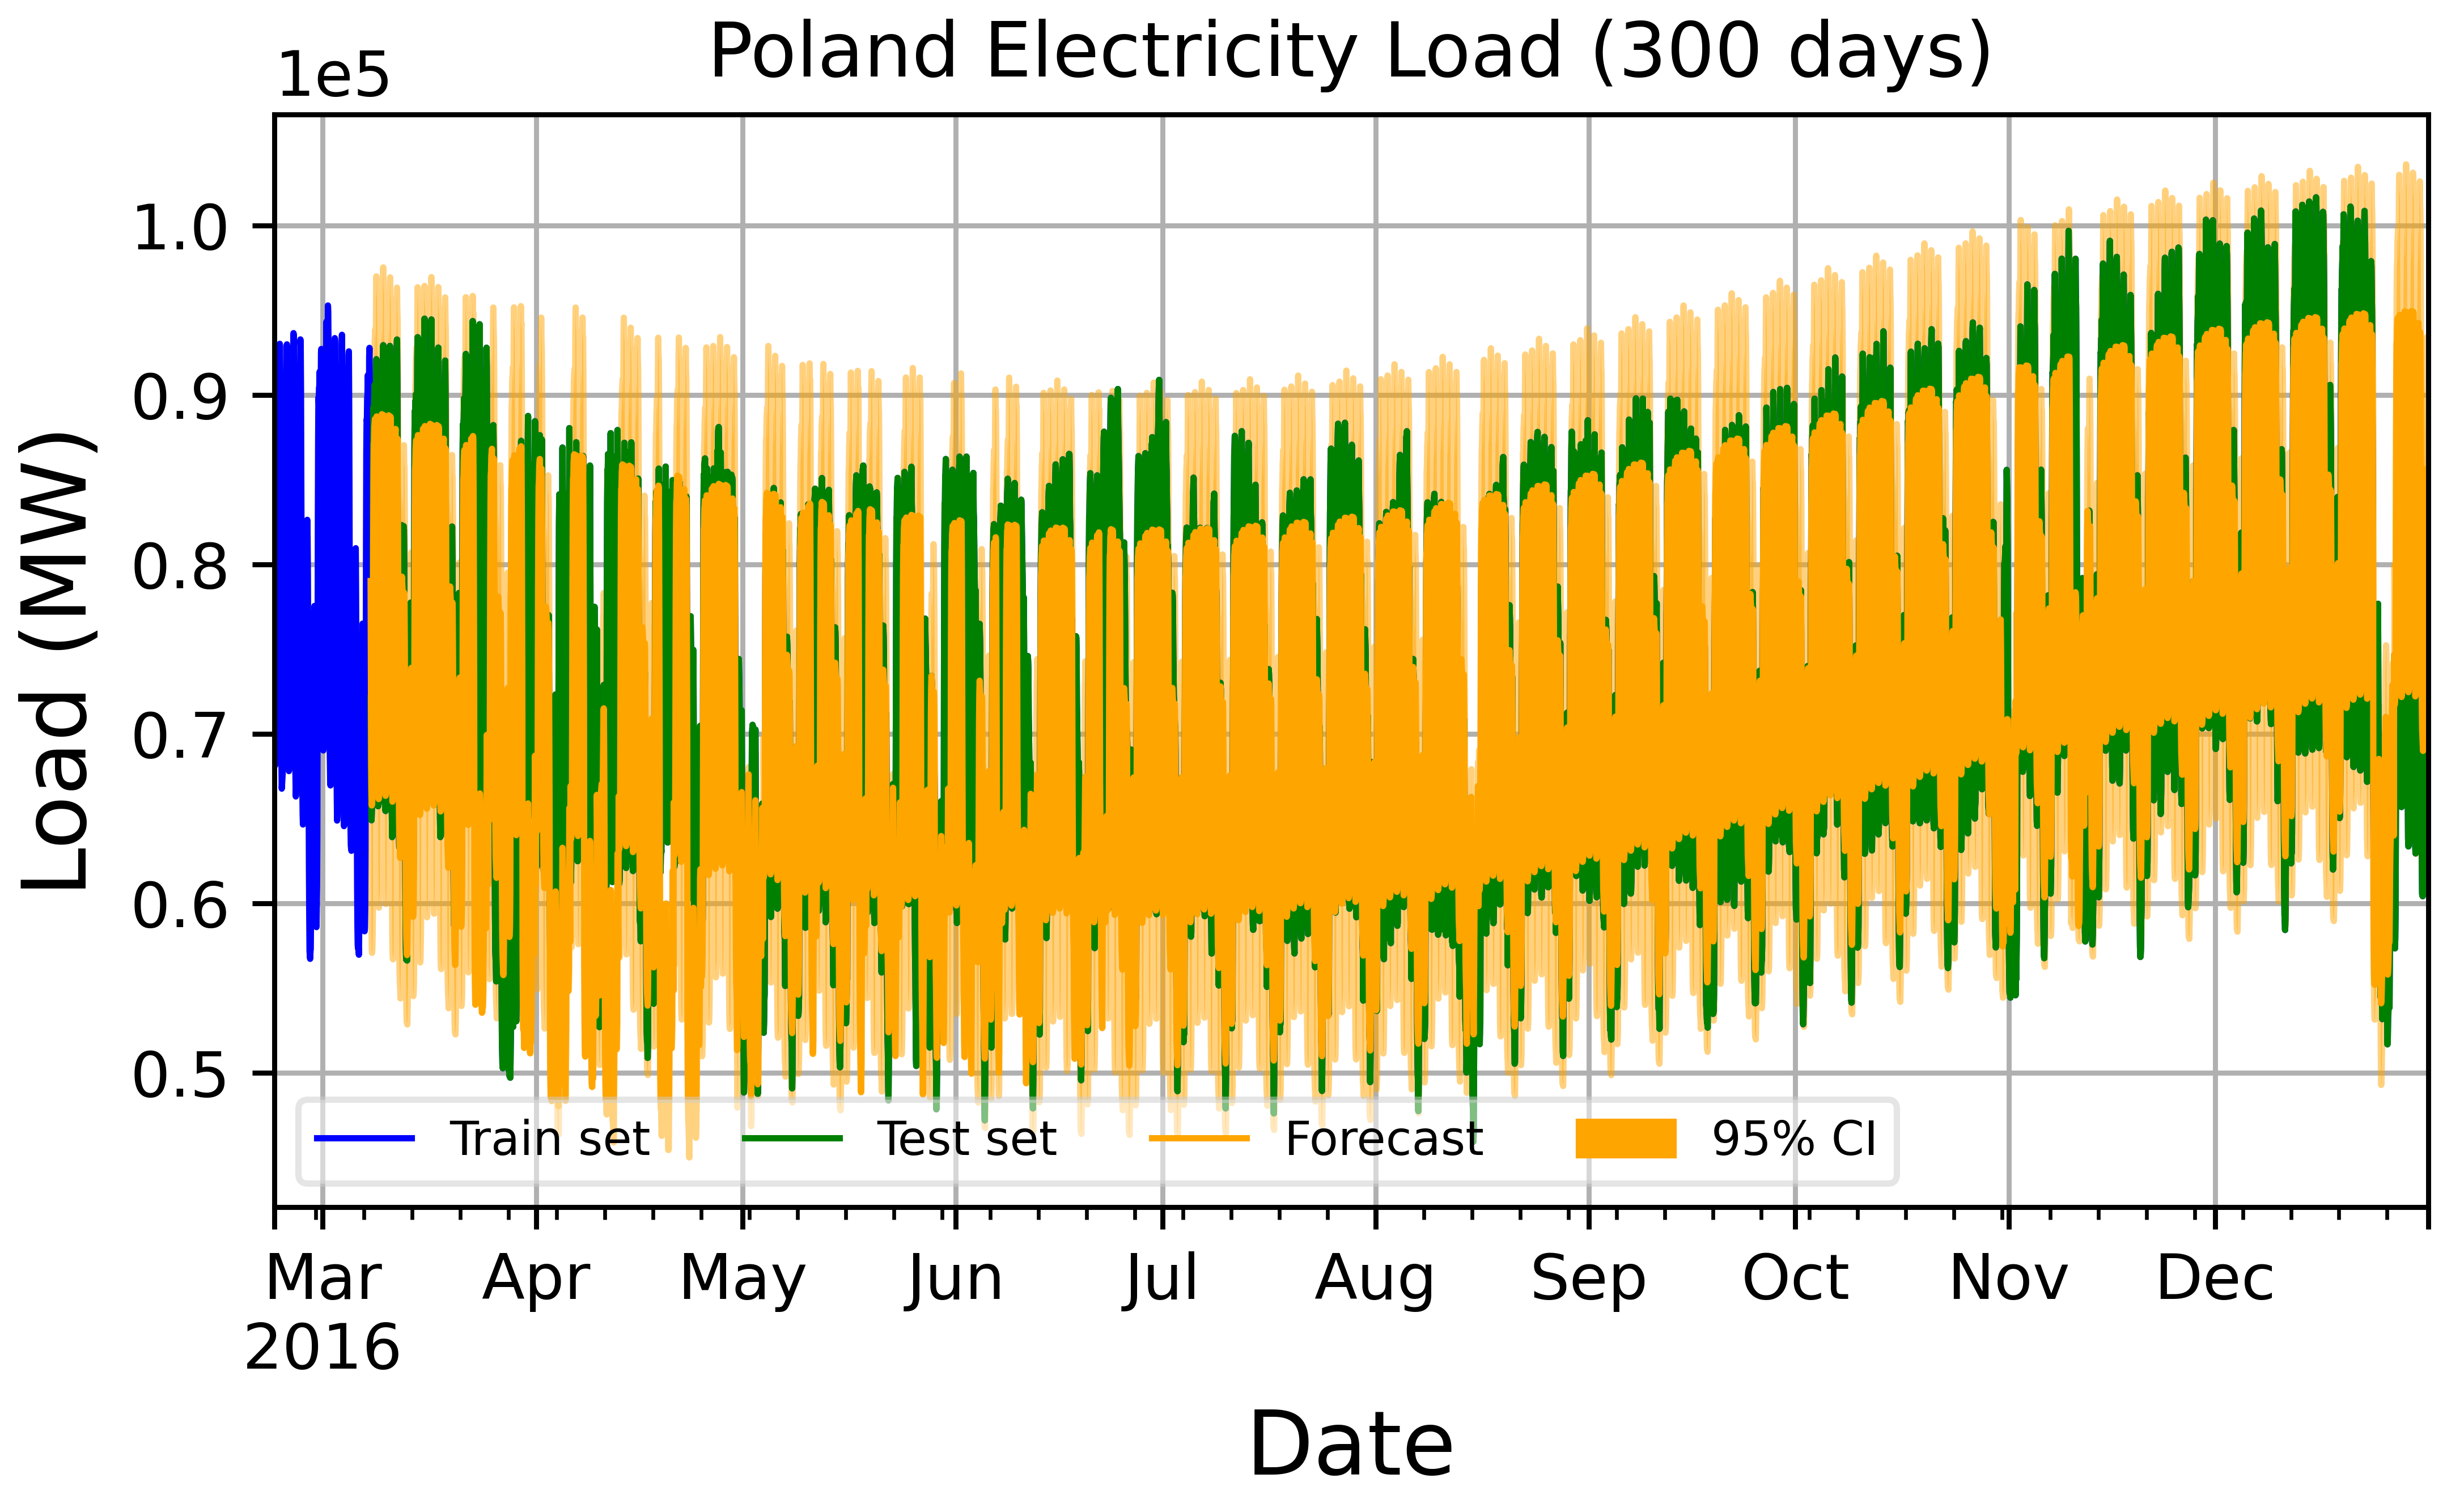 Poland Electricity Load (300 days)
1e5
1.0
0.9
0.8
0.7
0.6
0.5
Load (MW)
Train set Test set Forecast 95% CI
Mar Apr May Jun Jul Aug Sep Oct Nov Dec
2016
Date